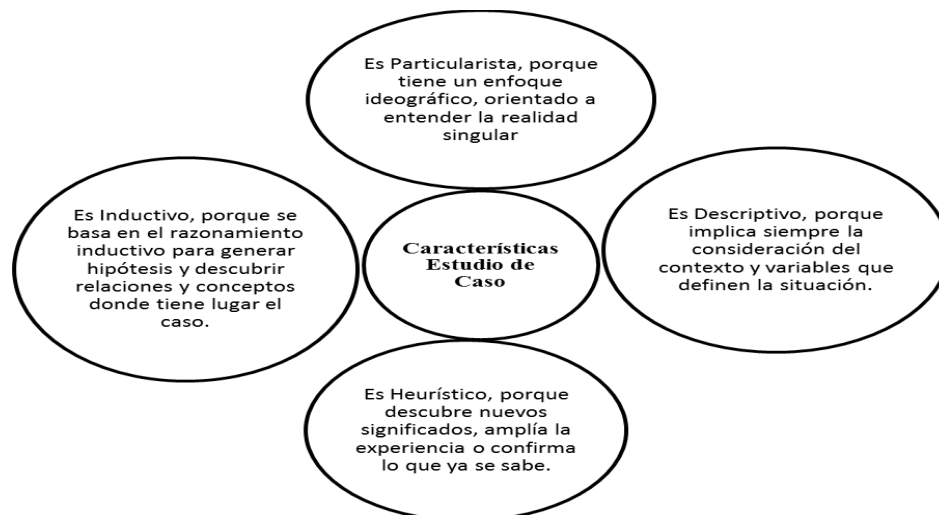 Es Particularista, porque
tiene un enfoque
ideográfico, orientado a
entender la realidad
singular
Es Inductivo, porque se
basa en el razonamiento
inductivo para generar
hipótesis y descubrir
relaciones y conceptos
donde tiene lugar el
caso.
Características
Estudio de
Caso
Es Descriptivo, porque
implica siempre la
consideración del
contexto y variables que
definen la situación.
Es Heurístico, porque
descubre nuevos
significados, amplía la
experiencia o confirma
lo que ya se sabe.